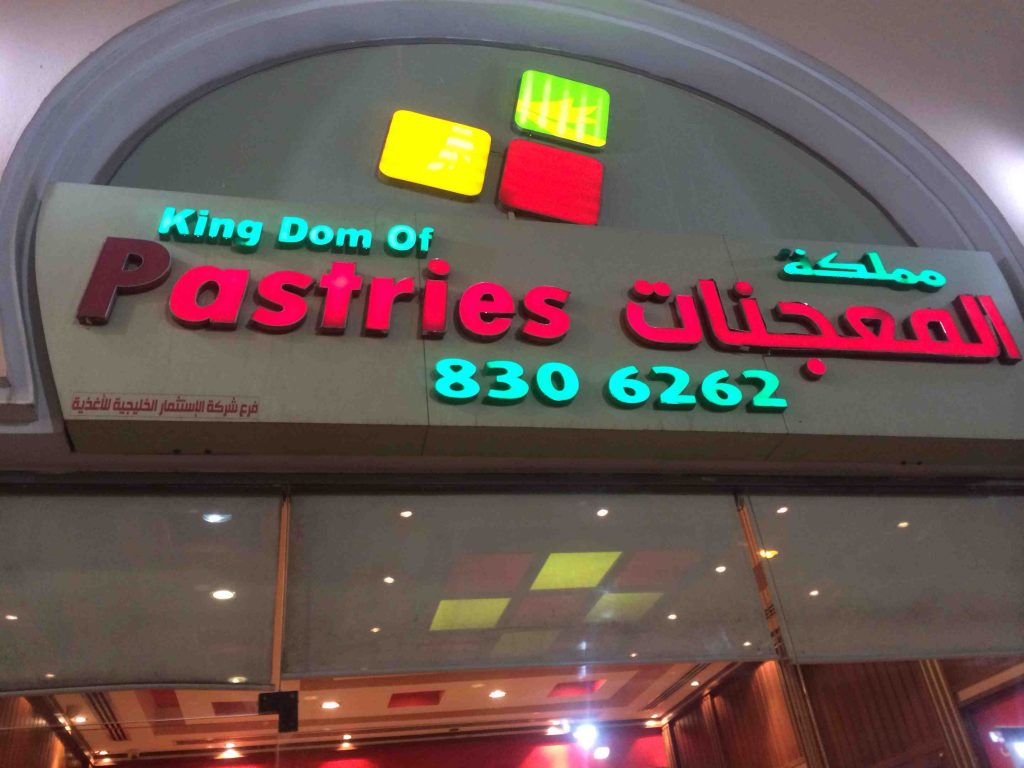 King Dom Of
Pastries
مملكة
المعجنات
830 6262
فرع شركة الإستثمار الخليجية للأغذية